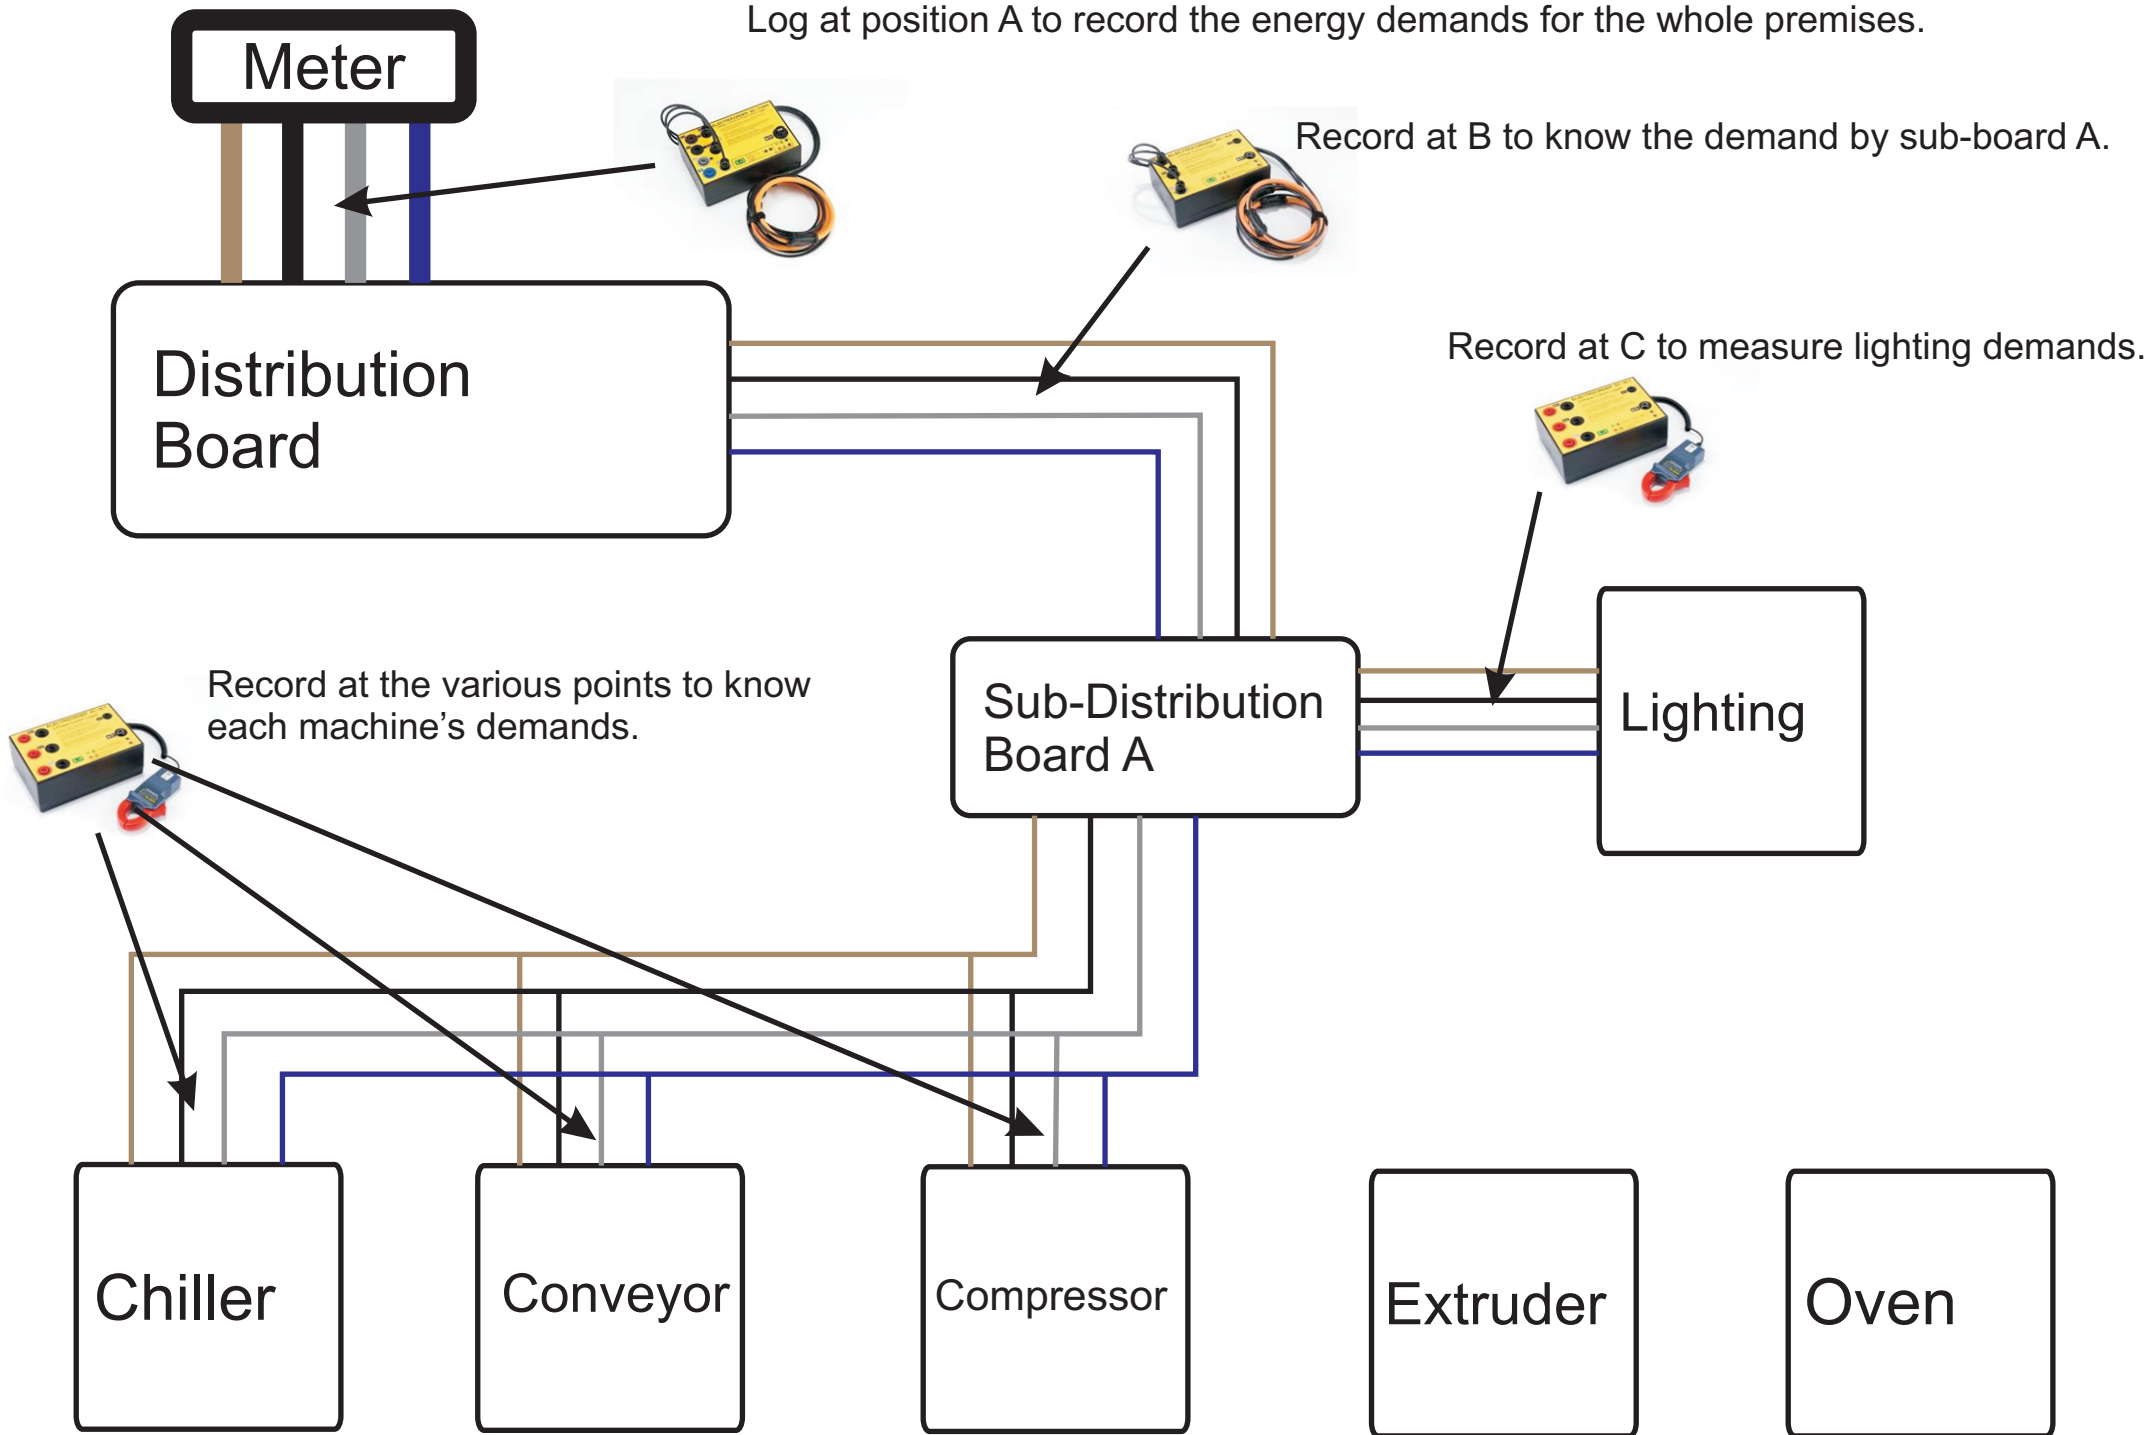 Log at position A to record the energy demands for the whole premises.
Meter
Record at B to know the demand by sub-board A.
Distribution
Board
Record at C to measure lighting demands.
Record at the various points to know
each machine’s demands.
Sub-Distribution
Board A
Lighting
Chiller
Conveyor
Compressor
Extruder
Oven